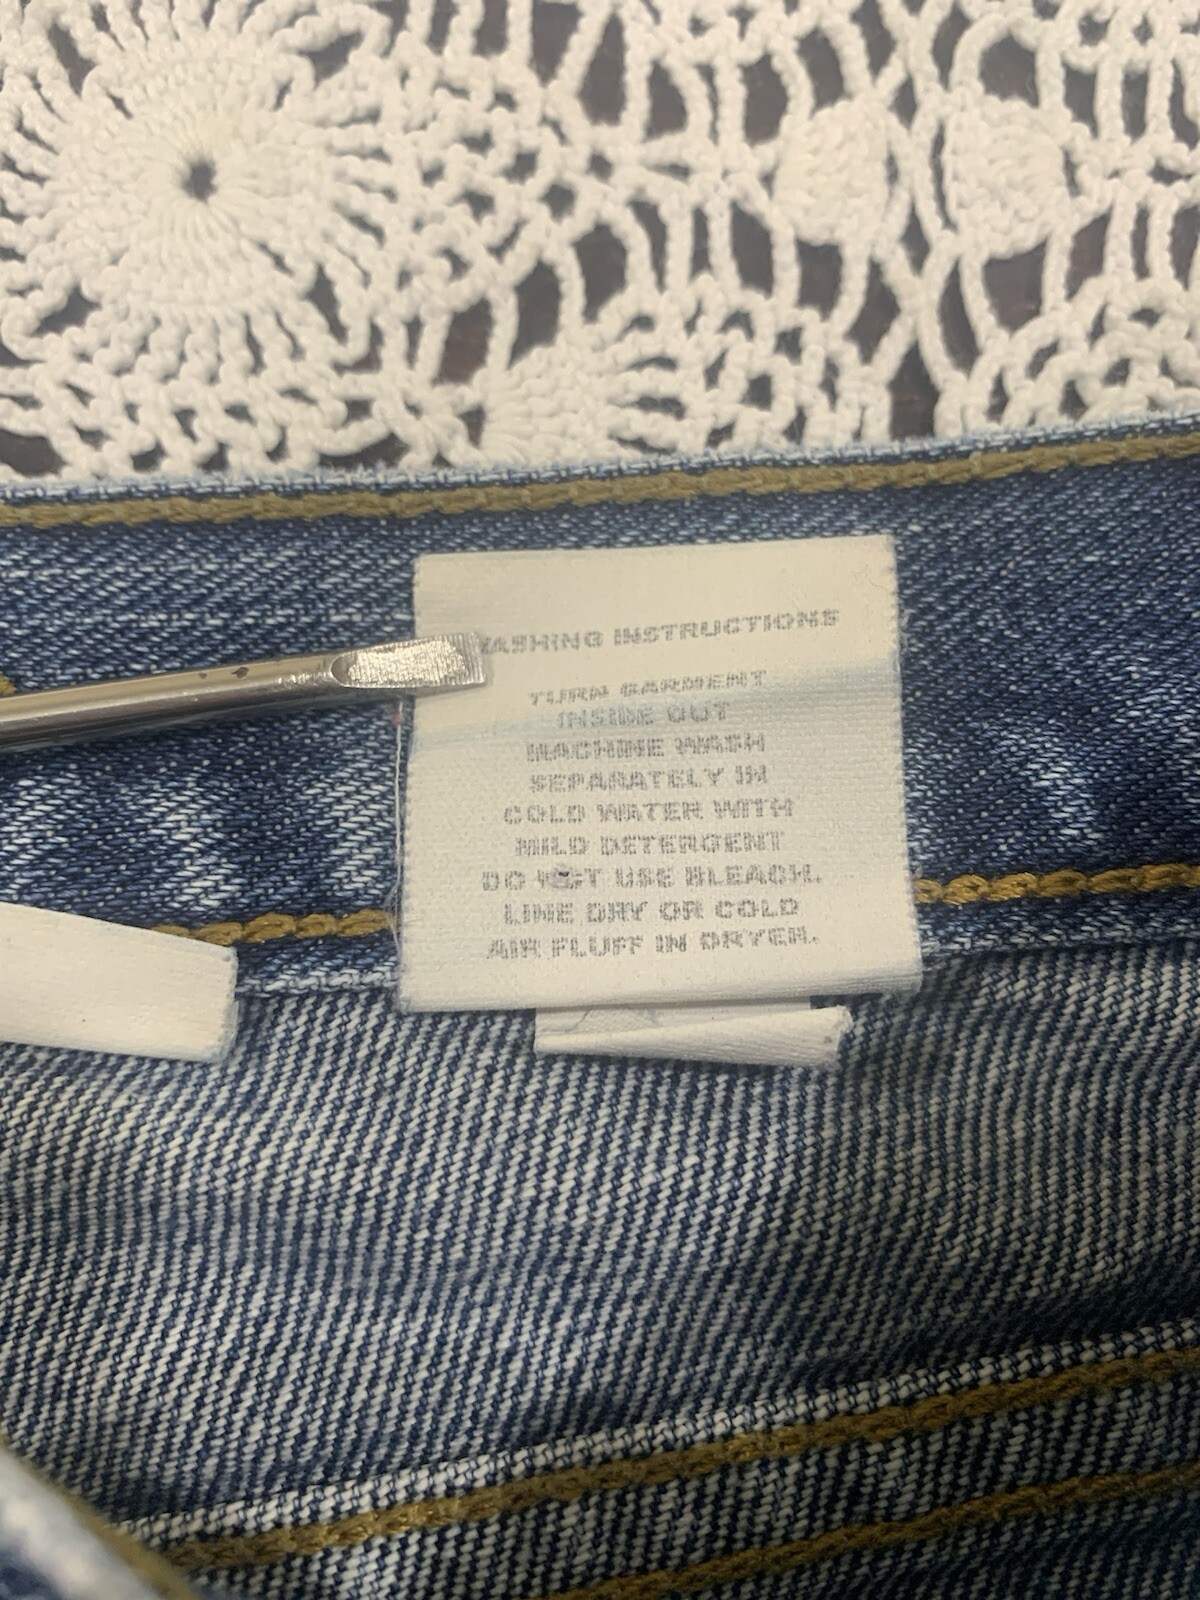 WASHING INSTRUCTIONS
TURN GARMENT
INSIDE OUT
MACHINE WASH
SEPARATELY IN
COLD WATER WITH
MILD DETERGENT
DO NOT USE BLEACH.
LINE DRY OR COLD
AIR FLUFF IN DRYER.